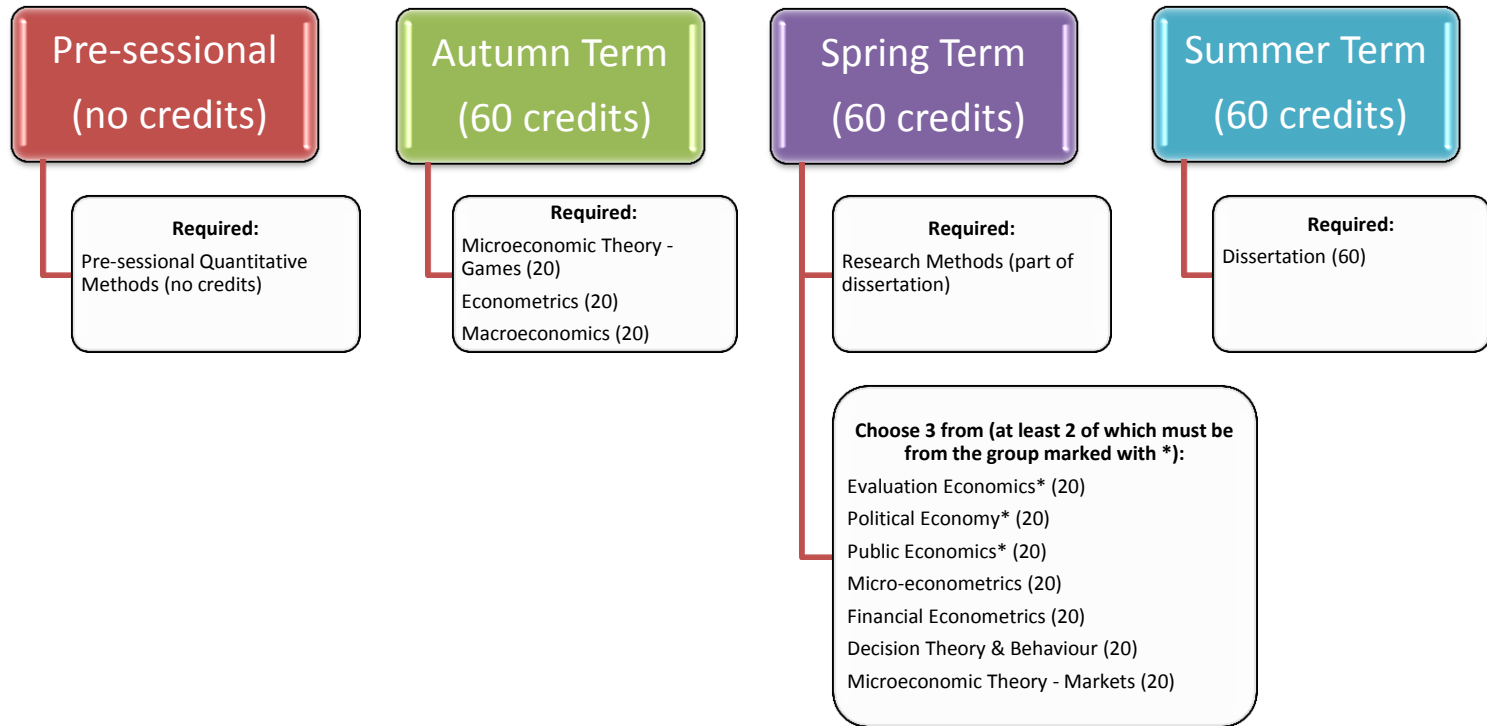 Pre-sessional
(no credits)
Required:
Pre-sessional Quantitative
Methods (no credits)
Autumn Term
(60 credits)
Required:
Microeconomic Theory -
Games (20)
Econometrics (20)
Macroeconomics (20)
Spring Term
(60 credits)
Required:
Research Methods (part of
dissertation)
Choose 3 from (at least 2 of which must be
from the group marked with *):
Evaluation Economics* (20)
Political Economy* (20)
Public Economics* (20)
Micro-econometrics (20)
Financial Econometrics (20)
Decision Theory & Behaviour (20)
Microeconomic Theory - Markets (20)
Summer Term
(60 credits)
Required:
Dissertation (60)